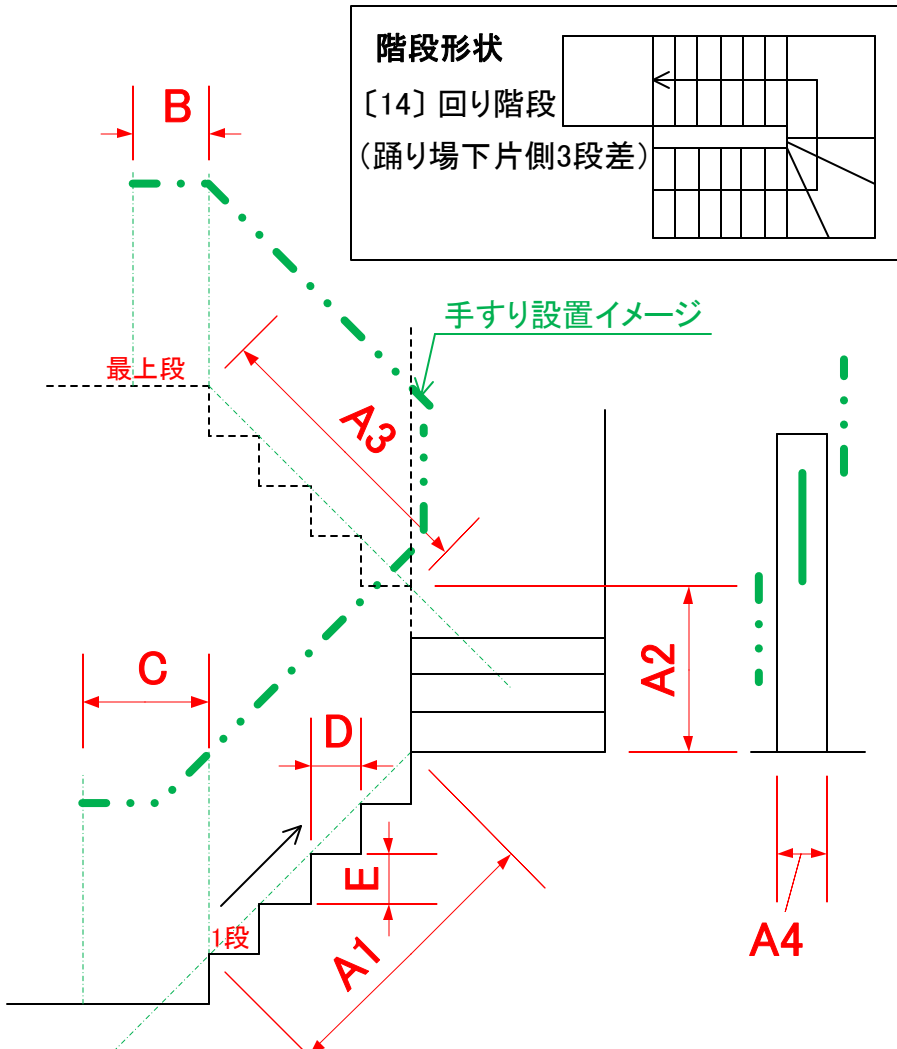 階段形状
〔14〕回り階段
（踊り場下片側3段差）
B
手すり設置イメージ
最上段
A3
C
A2
D
E
1段
A1
A4